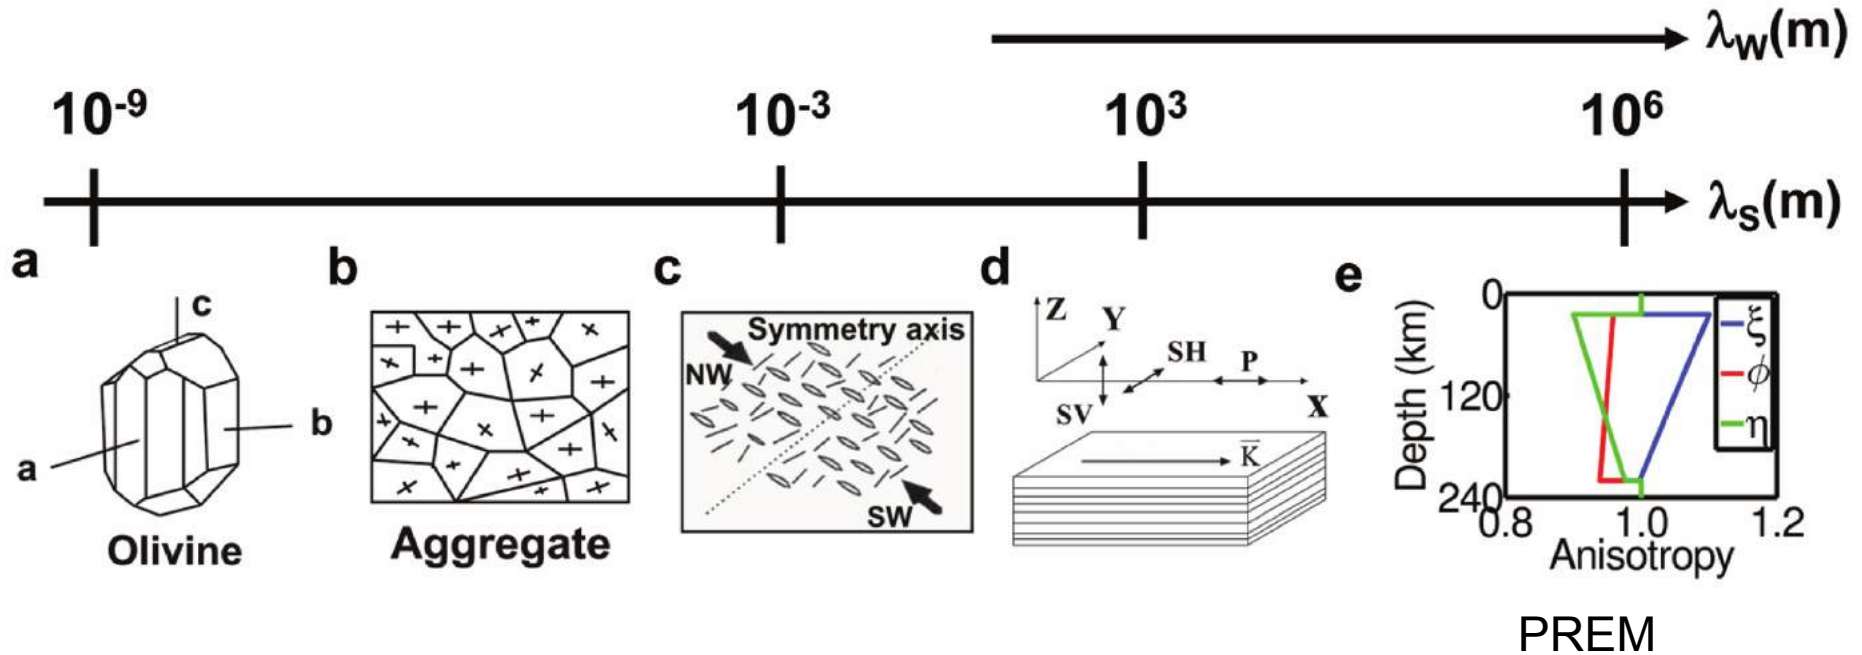 λW(m)
10-9 10-3 103 106
λS(m)
a b c d e
c
b
a
Olivine
Aggregate
Symmetry axis
NW
SW
Z
Y
SH P
SV X
K
0
120
240
Depth (km)
ξ
ϕ
η
0.8 1.0 1.2
Anisotropy
PREM